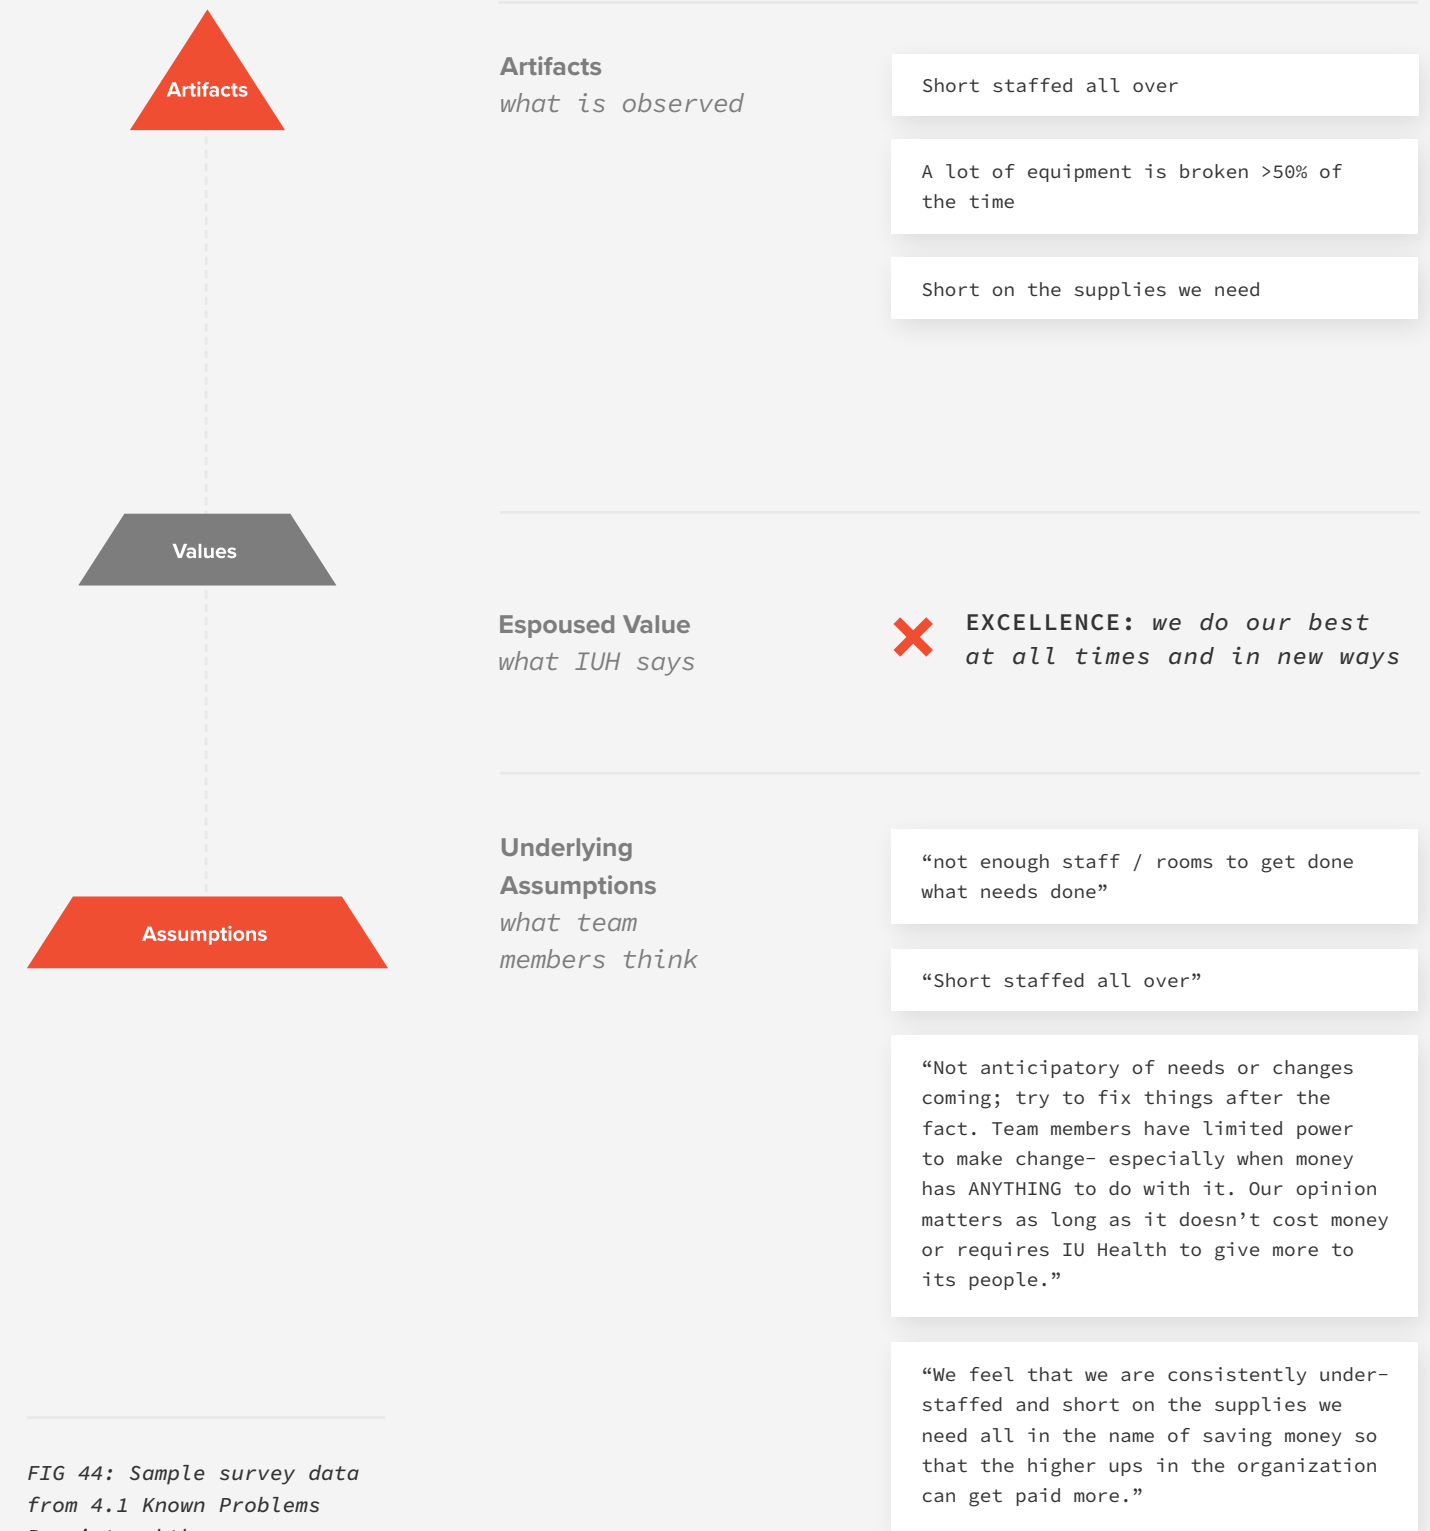 Artifacts
Artifacts
what is observed
Short staffed all over
A lot of equipment is broken >50% of
the time
Short on the supplies we need
Values
Espoused Value
what IUH says
EXCELLENCE: we do our best
at all times and in new ways
Assumptions
Underlying
Assumptions
what team
members think
“not enough staff / rooms to get done
what needs done”
“Short staffed all over”
“Not anticipatory of needs or changes
coming; try to fix things after the
fact. Team members have limited power
to make change- especially when money
has ANYTHING to do with it. Our opinion
matters as long as it doesn’t cost money
or requires IU Health to give more to
its people.”
“We feel that we are consistently under-
staffed and short on the supplies we
need all in the name of saving money so
that the higher ups in the organization
can get paid more.”
FIG 44: Sample survey data
from 4.1 Known Problems